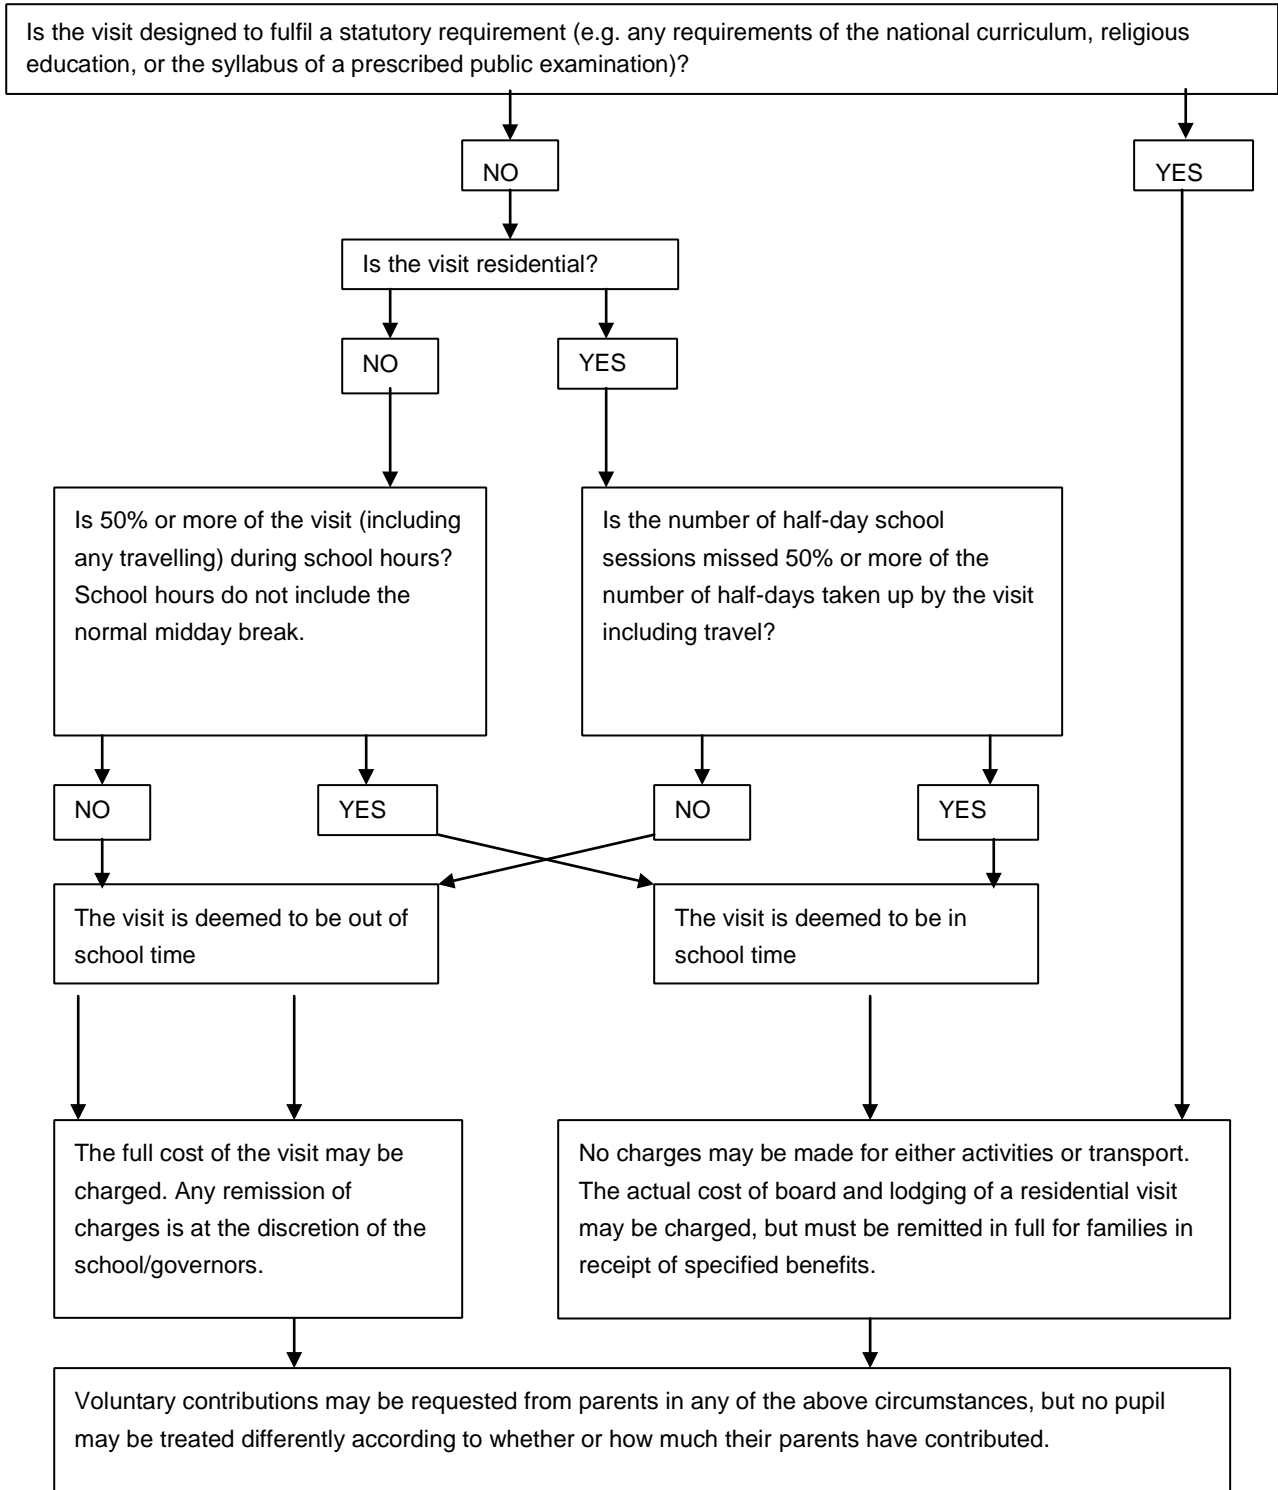 Is the visit designed to fulfil a statutory requirement (e.g. any requirements of the national curriculum, religious
education, or the syllabus of a prescribed public examination)?
NO
YES
Is the visit residential?
NO
YES
Is 50% or more of the visit (including
any travelling) during school hours?
School hours do not include the
normal midday break.
Is the number of half-day school
sessions missed 50% or more of the
number of half-days taken up by the visit
including travel?
NO
YES
NO
YES
The visit is deemed to be out of
school time
The visit is deemed to be in
school time
The full cost of the visit may be
charged. Any remission of
charges is at the discretion of the
school/governors.
No charges may be made for either activities or transport.
The actual cost of board and lodging of a residential visit
may be charged, but must be remitted in full for families in
receipt of specified benefits.
Voluntary contributions may be requested from parents in any of the above circumstances, but no pupil
may be treated differently according to whether or how much their parents have contributed.